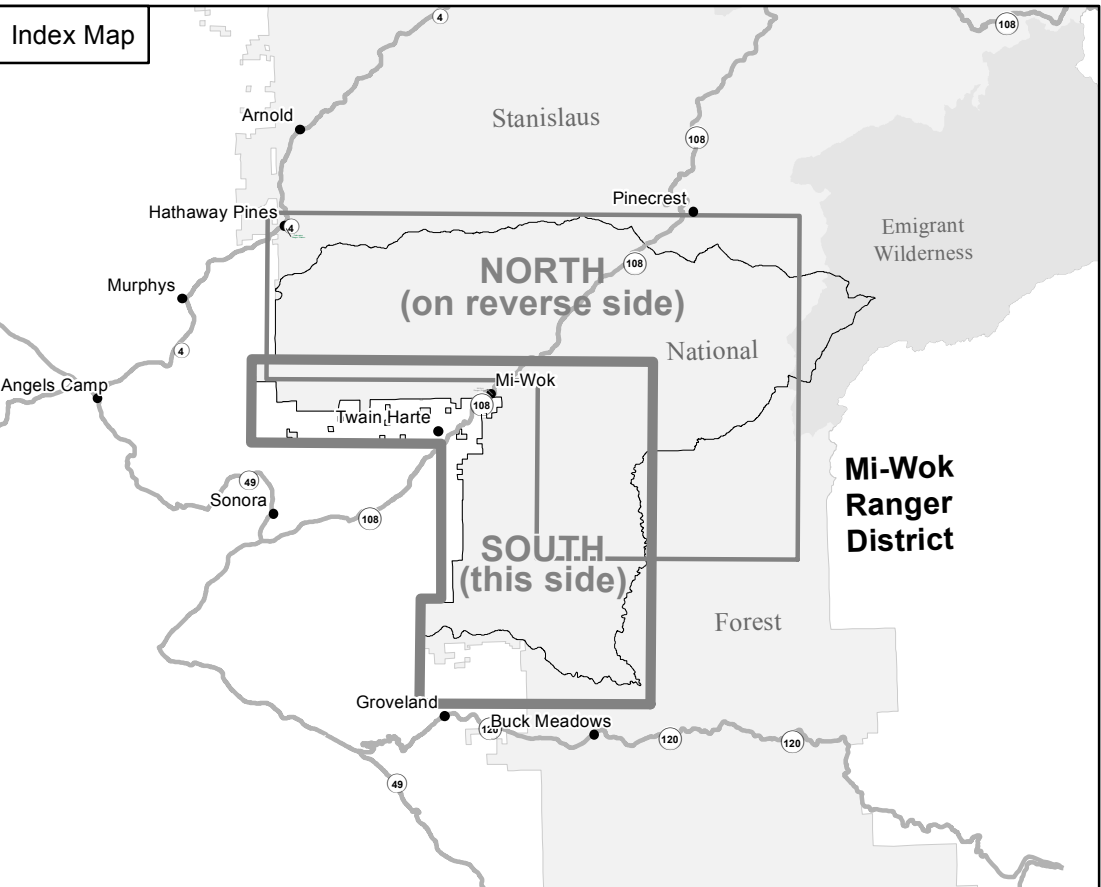 Index Map
4
108
Arnold
Stanislaus
108
Pinecrest
Hathaway Pines
4
Emigrant
Wilderness
NORTH
(on reverse side)
108
Murphys
4
National
Angels Camp
Mi-Wok
108
Twain Harte
Mi-Wok
Ranger
District
49
Sonora
108
SOUTH
(this side)
Forest
Groveland
120
Buck Meadows
120
120
49